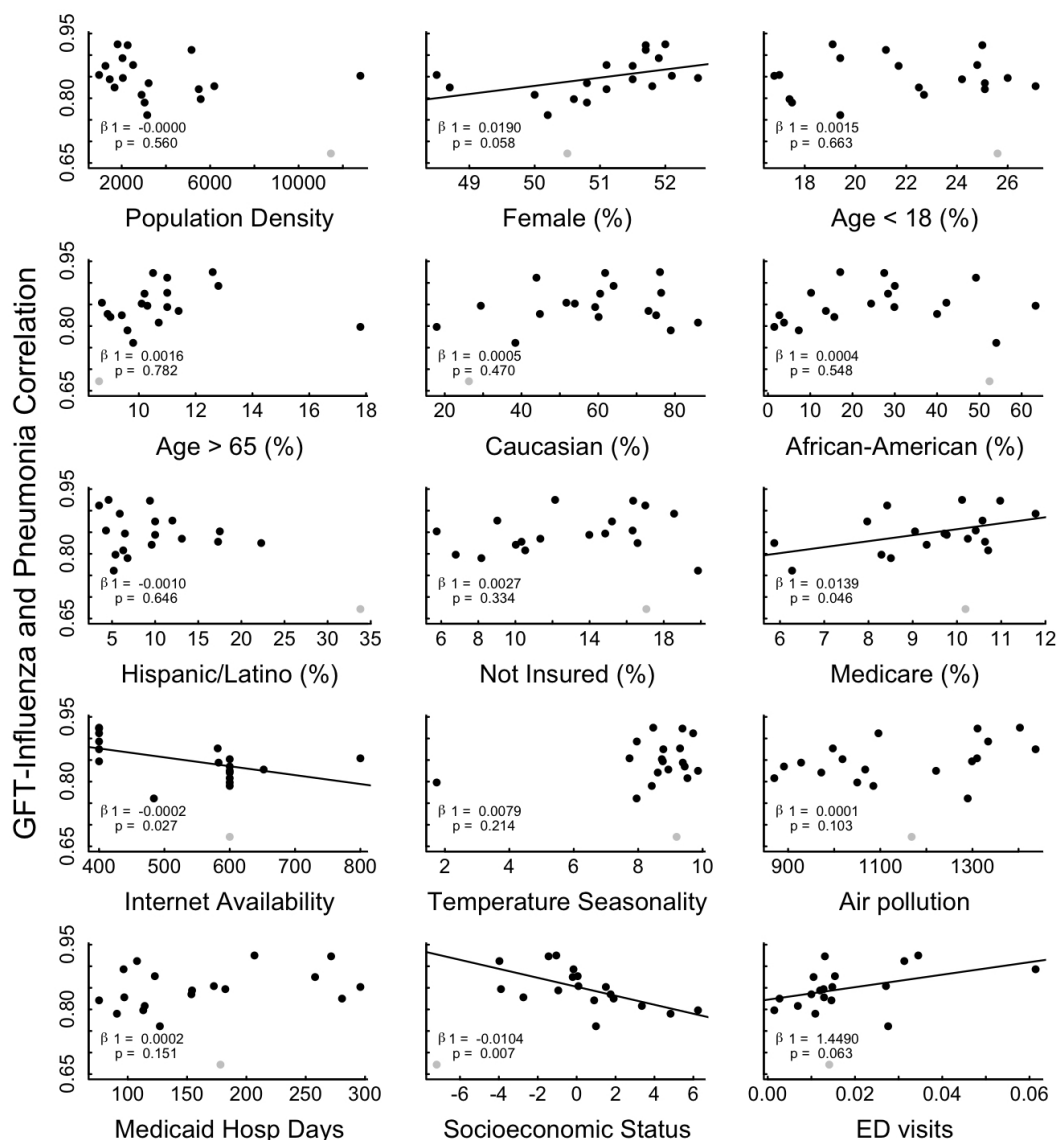 GFT-Influenza and Pneumonia Correlation
0.95
0.80
0.65
β 1 = -0.0000
p = 0.560
2000 6000 10000
Population Density
β 1 = 0.0190
p = 0.058
49 50 51 52
Female (%)
β 1 = 0.0015
p = 0.663
18 20 22 24 26
Age < 18 (%)
0.95
0.80
0.65
β 1 = 0.0016
p = 0.782
10 12 14 16 18
Age > 65 (%)
β 1 = 0.0005
p = 0.470
20 40 60 80
Caucasian (%)
β 1 = 0.0004
p = 0.548
0 10 20 30 40 50 60
African-American (%)
0.95
0.80
0.65
β 1 = -0.0010
p = 0.646
5 10 15 20 25 30 35
Hispanic/Latino (%)
β 1 = 0.0027
p = 0.334
6 8 10 12 14 16 18 20
Not Insured (%)
β 1 = 0.0139
p = 0.046
6 7 8 9 10 11 12
Medicare (%)
0.95
0.80
0.65
β 1 = -0.0002
p = 0.027
400 500 600 700 800
Internet Availability
β 1 = 0.0079
p = 0.214
2 4 6 8 10
Temperature Seasonality
β 1 = 0.0001
p = 0.103
900 1100 1300
Air pollution
0.95
0.80
0.65
β 1 = 0.0002
p = 0.151
100 150 200 250 300
Medicaid Hosp Days
β 1 = -0.0104
p = 0.007
-6 -4 -2 0 2 4 6
Socioeconomic Status
β 1 = 1.4490
p = 0.063
0.00 0.02 0.04 0.06
ED visits